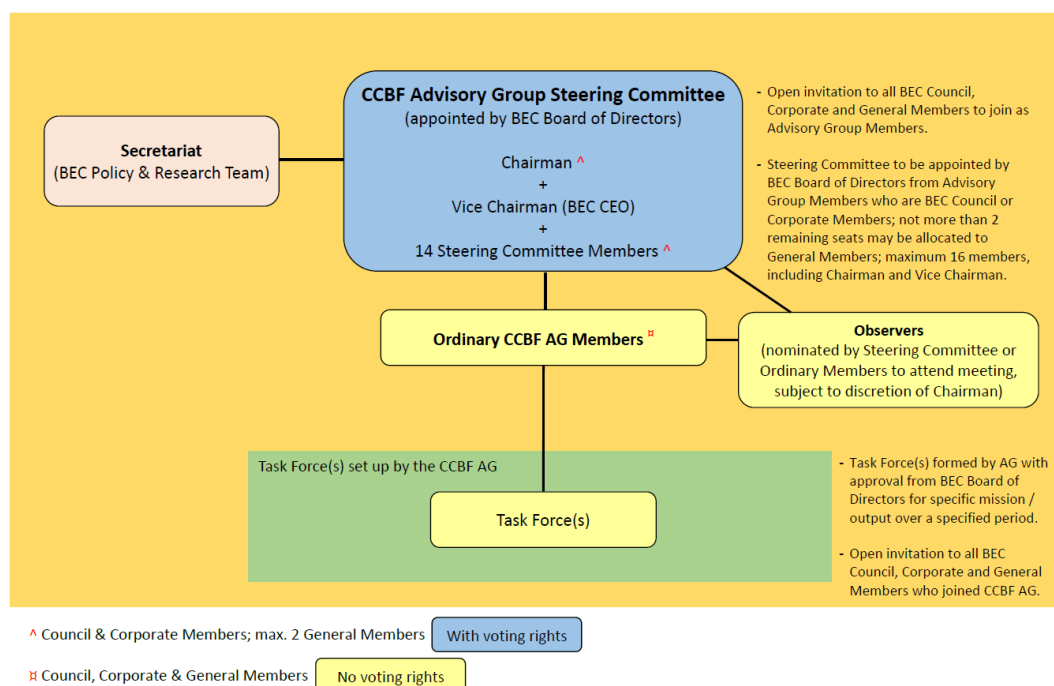 CCBF Advisory Group Steering Committee
(appointed by BEC Board of Directors)
Chairman ^
+
Vice Chairman (BEC CEO)
+
14 Steering Committee Members ^
Secretariat
(BEC Policy & Research Team)
- Open invitation to all BEC Council,
Corporate and General Members to join as
Advisory Group Members.
- Steering Committee to be appointed by
BEC Board of Directors from Advisory
Group Members who are BEC Council or
Corporate Members; not more than 2
remaining seats may be allocated to
General Members; maximum 16 members,
including Chairman and Vice Chairman.
Ordinary CCBF AG Members ¤
Observers
(nominated by Steering Committee or
Ordinary Members to attend meeting,
subject to discretion of Chairman)
Task Force(s) set up by the CCBF AG
Task Force(s)
- Task Force(s) formed by AG with
approval from BEC Board of
Directors for specific mission /
output over a specified period.
- Open invitation to all BEC
Council, Corporate and General
Members who joined CCBF AG.
^ Council & Corporate Members; max. 2 General Members
With voting rights
¤ Council, Corporate & General Members
No voting rights